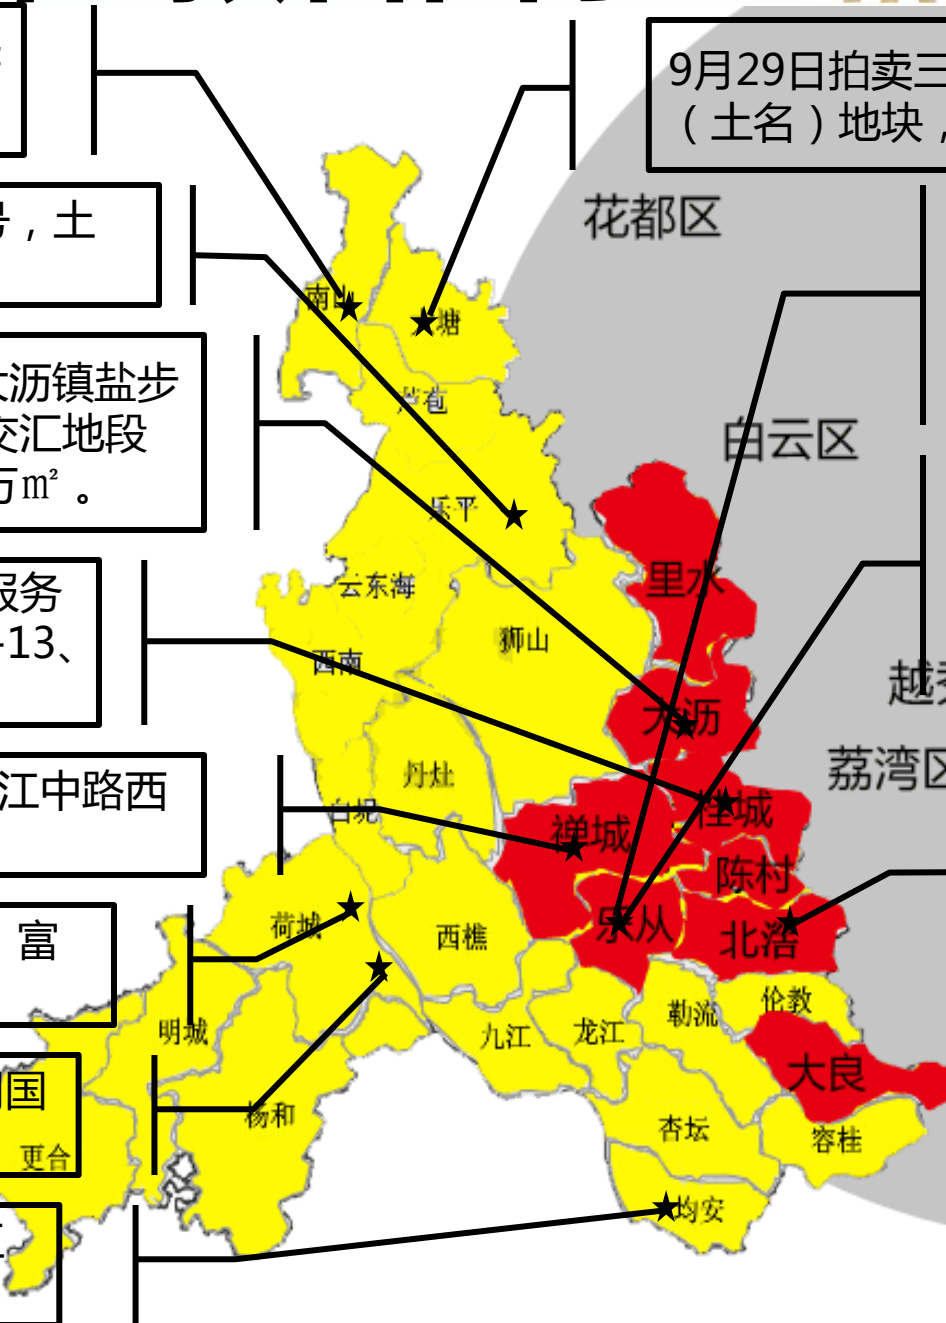 9月29日拍卖三
（土名）地块，
号，土
大沥镇盐步
交汇地段
万㎡。
服务
-13、
江中路西
富
国
花都区
白云区
越秀
荔湾区
南山
大塘
芦苞
乐平
云东海
西南
狮山
里水
大沥
丹灶
白坭
禅城
桂城
陈村
荷城
西樵
乐从
北滘
明城
九江
龙江
勒流
伦教
大良
杨和
更合
杏坛
容桂
均安